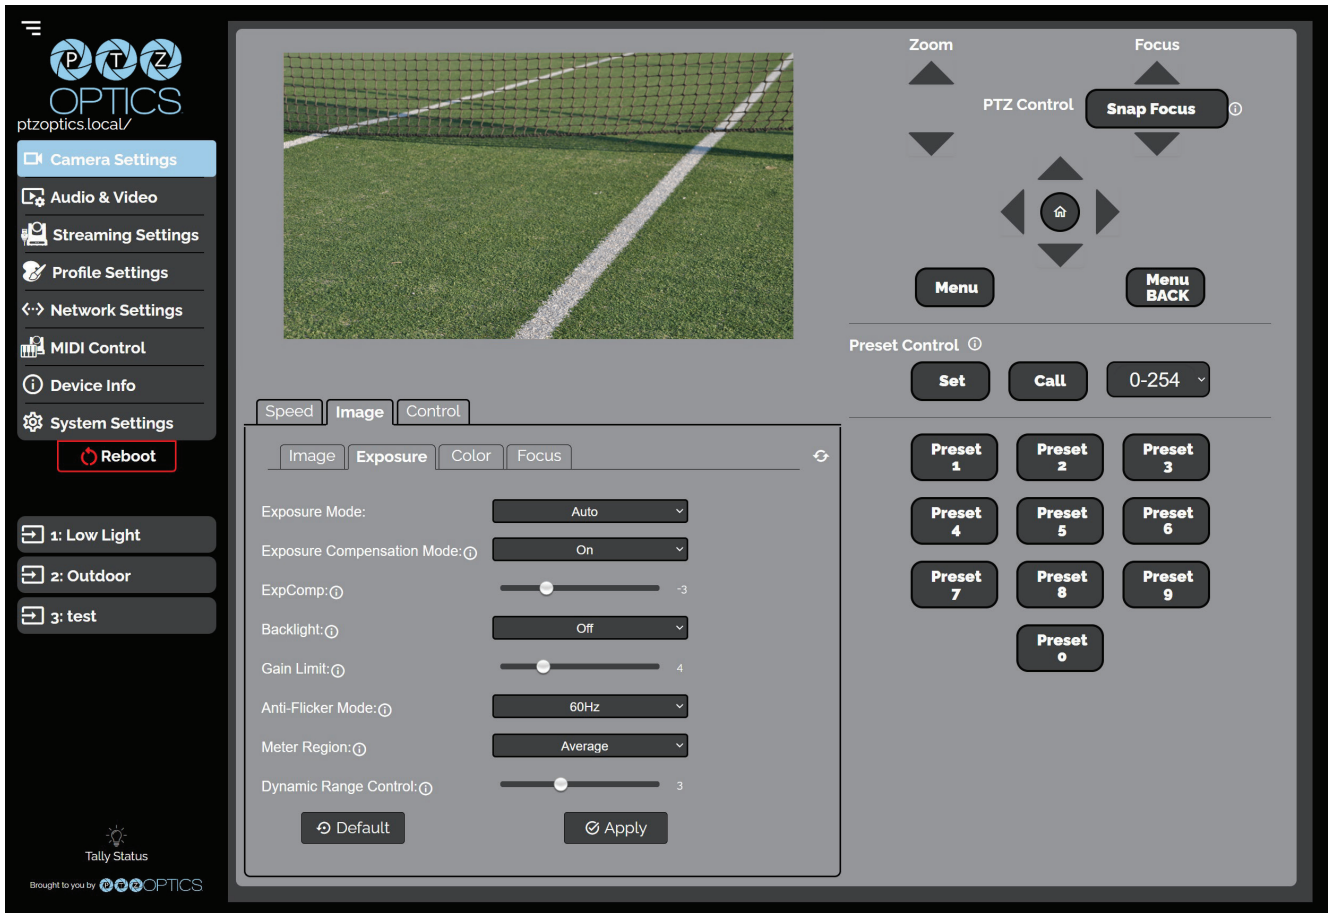 P T Z
OPTICS
ptzoptics.local/
Camera Settings
Audio & Video
Streaming Settings
Profile Settings
Network Settings
MIDI Control
Device Info
System Settings
Reboot
1: Low Light
2: Outdoor
3: test
Tally Status
Brought to you by PTZ OPTICS
Speed Image Control
Image Exposure Color Focus
Exposure Mode: Auto
Exposure Compensation Mode: On
ExpComp: -3
Backlight: Off
Gain Limit: 4
Anti-Flicker Mode: 60Hz
Meter Region: Average
Dynamic Range Control: 3
Default Apply
Zoom Focus
PTZ Control Snap Focus
Menu
Menu
BACK
Preset Control
Set Call 0-254
Preset
1
Preset
2
Preset
3
Preset
4
Preset
5
Preset
6
Preset
7
Preset
8
Preset
9
Preset
0